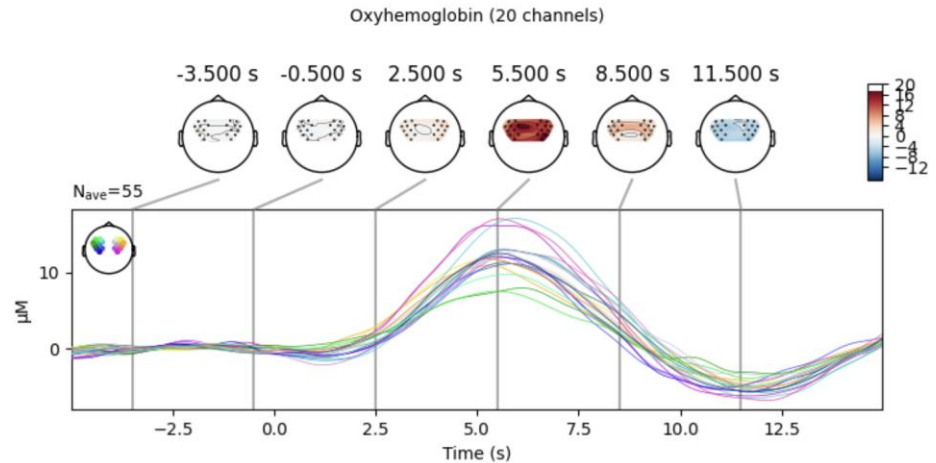 Oxyhemoglobin (20 channels)
-3.500 s -0.500 s 2.500 s 5.500 s 8.500 s 11.500 s
20
16
12
8
4
0
−4
−8
−12
Nave=55
10
0
µM
−2.5 0.0 2.5 5.0 7.5 10.0 12.5
Time (s)